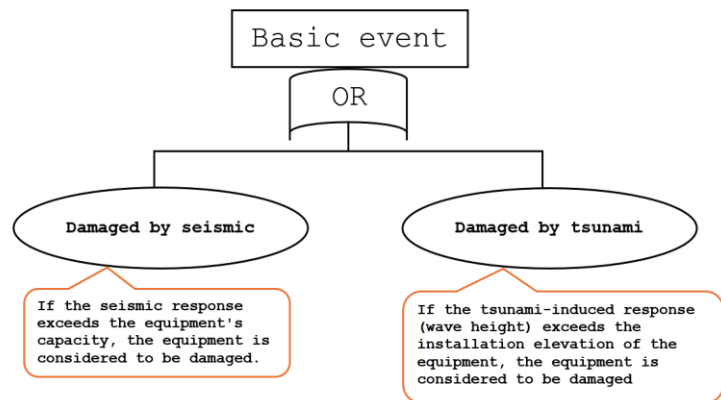 Basic event
OR
Damaged by seismic
Damaged by tsunami
If the seismic response
exceeds the equipment's
capacity, the equipment is
considered to be damaged.
If the tsunami-induced response
(wave height) exceeds the
installation elevation of the
equipment, the equipment is
considered to be damaged